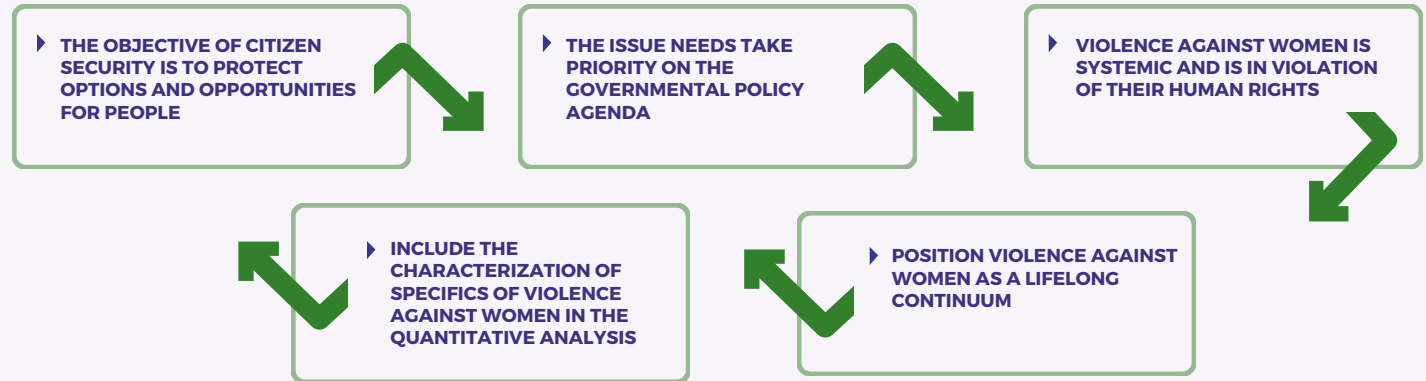 THE OBJECTIVE OF CITIZEN
SECURITY IS TO PROTECT
OPTIONS AND OPPORTUNITIES
FOR PEOPLE
THE ISSUE NEEDS TAKE
PRIORITY ON THE
GOVERNMENTAL POLICY
AGENDA
VIOLENCE AGAINST WOMEN IS
SYSTEMIC AND IS IN VIOLATION
OF THEIR HUMAN RIGHTS
POSITION VIOLENCE AGAINST
WOMEN AS A LIFELONG
CONTINUUM
INCLUDE THE
CHARACTERIZATION OF
SPECIFICS OF VIOLENCE
AGAINST WOMEN IN THE
QUANTITATIVE ANALYSIS